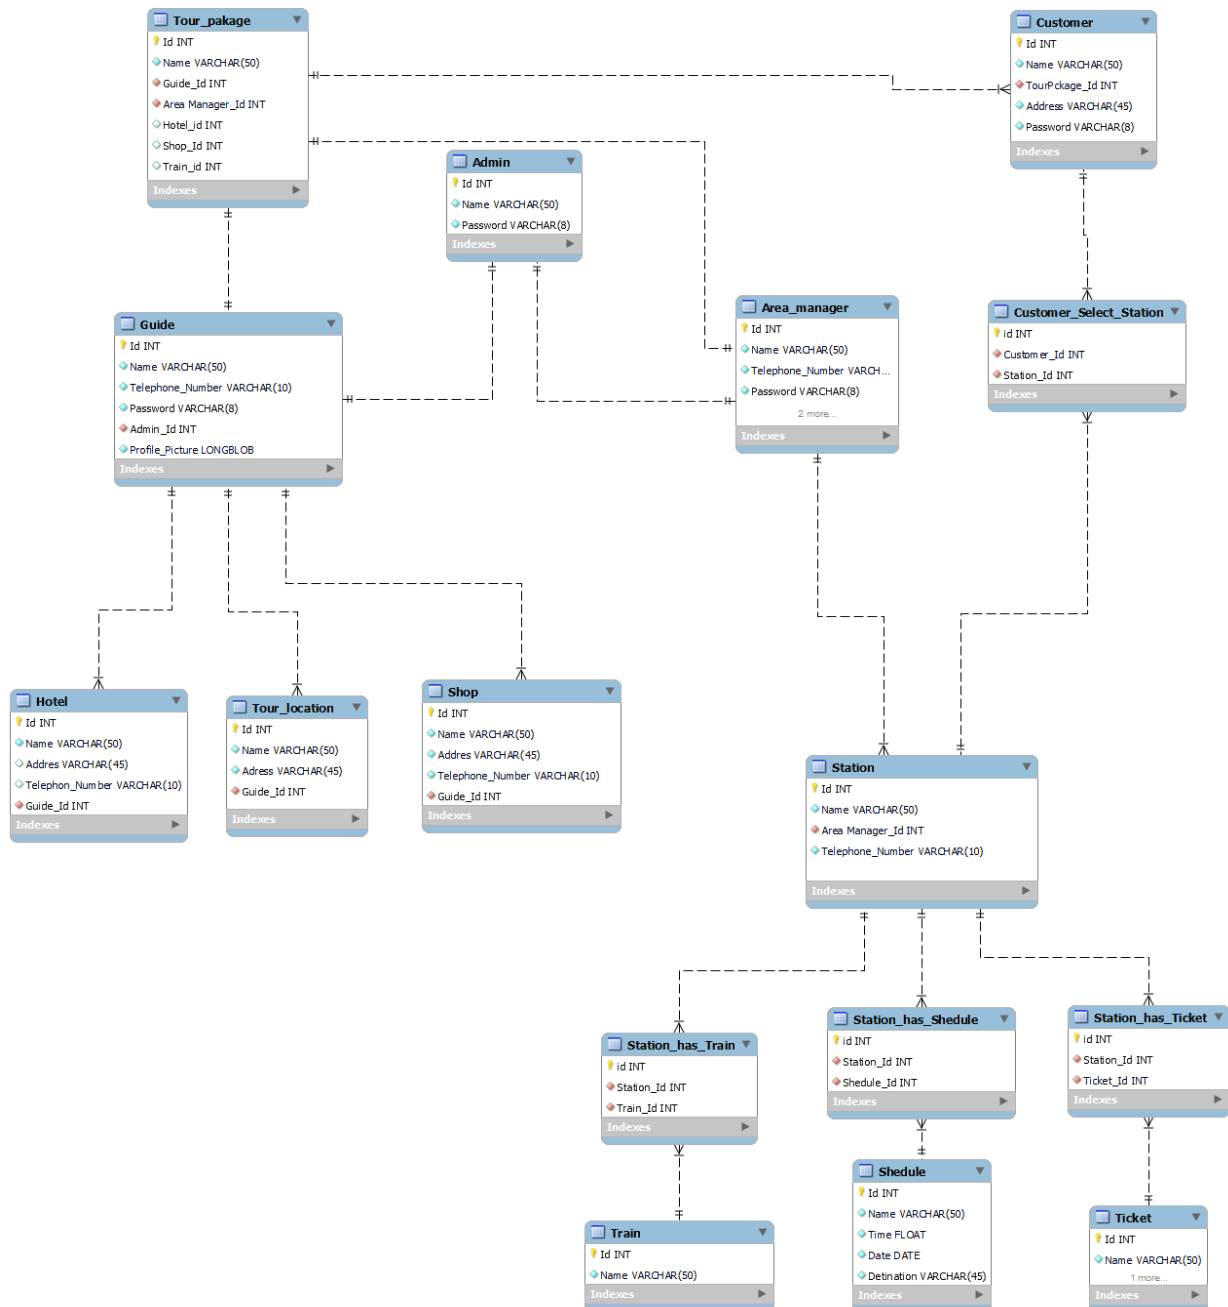 Tour_pakage
Id INT
Name VARCHAR(50)
Guide_Id INT
Area Manager_Id INT
Hotel_id INT
Shop_Id INT
Train_id INT
Indexes
Customer
Id INT
Name VARCHAR(50)
TourPckage_Id INT
Address VARCHAR(45)
Password VARCHAR(8)
Indexes
Admin
Id INT
Name VARCHAR(50)
Password VARCHAR(8)
Indexes
Guide
Id INT
Name VARCHAR(50)
Telephone_Number VARCHAR(10)
Password VARCHAR(8)
Admin_Id INT
Profile_Picture LONGBLOB
Indexes
Area_manager
Id INT
Name VARCHAR(50)
Telephone_Number VARCH...
Password VARCHAR(8)
2 more...
Indexes
Customer_Select_Station
id INT
Customer_Id INT
Station_Id INT
Indexes
Hotel
Id INT
Name VARCHAR(50)
Addres VARCHAR(45)
Telephon_Number VARCHAR(10)
Guide_Id INT
Indexes
Tour_location
Id INT
Name VARCHAR(50)
Adress VARCHAR(45)
Guide_Id INT
Indexes
Shop
Id INT
Name VARCHAR(50)
Addres VARCHAR(45)
Telephone_Number VARCHAR(10)
Guide_Id INT
Indexes
Station
Id INT
Name VARCHAR(50)
Area Manager_Id INT
Telephone_Number VARCHAR(10)
Indexes
Station_has_Train
id INT
Station_Id INT
Train_Id INT
Indexes
Station_has_Shedule
id INT
Station_Id INT
Shedule_Id INT
Indexes
Station_has_Ticket
id INT
Station_Id INT
Ticket_Id INT
Indexes
Train
Id INT
Name VARCHAR(50)
Indexes
Shedule
Id INT
Name VARCHAR(50)
Time FLOAT
Date DATE
Detination VARCHAR(45)
Indexes
Ticket
Id INT
Name VARCHAR(50)
1 more...
Indexes